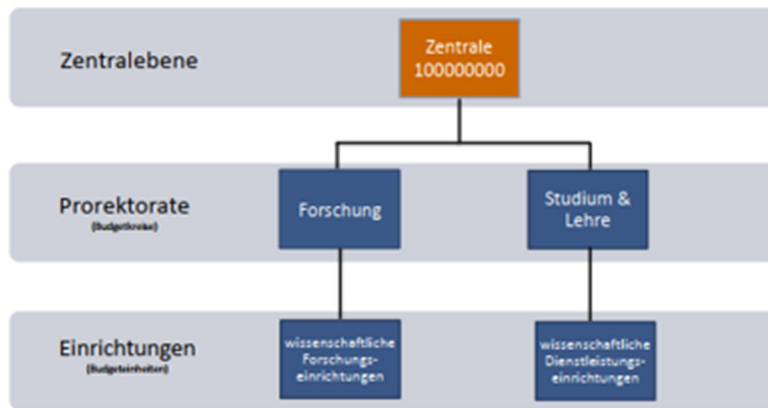 Zentralebene
Zentrale
100000000
Prorektorate
(Budgetkreise)
Forschung
Studium &
Lehre
Einrichtungen
(Budgeteinheiten)
wissenschaftliche
Forschungs-
einrichtungen
wissenschaftliche
Dienstleistungs-
einrichtungen